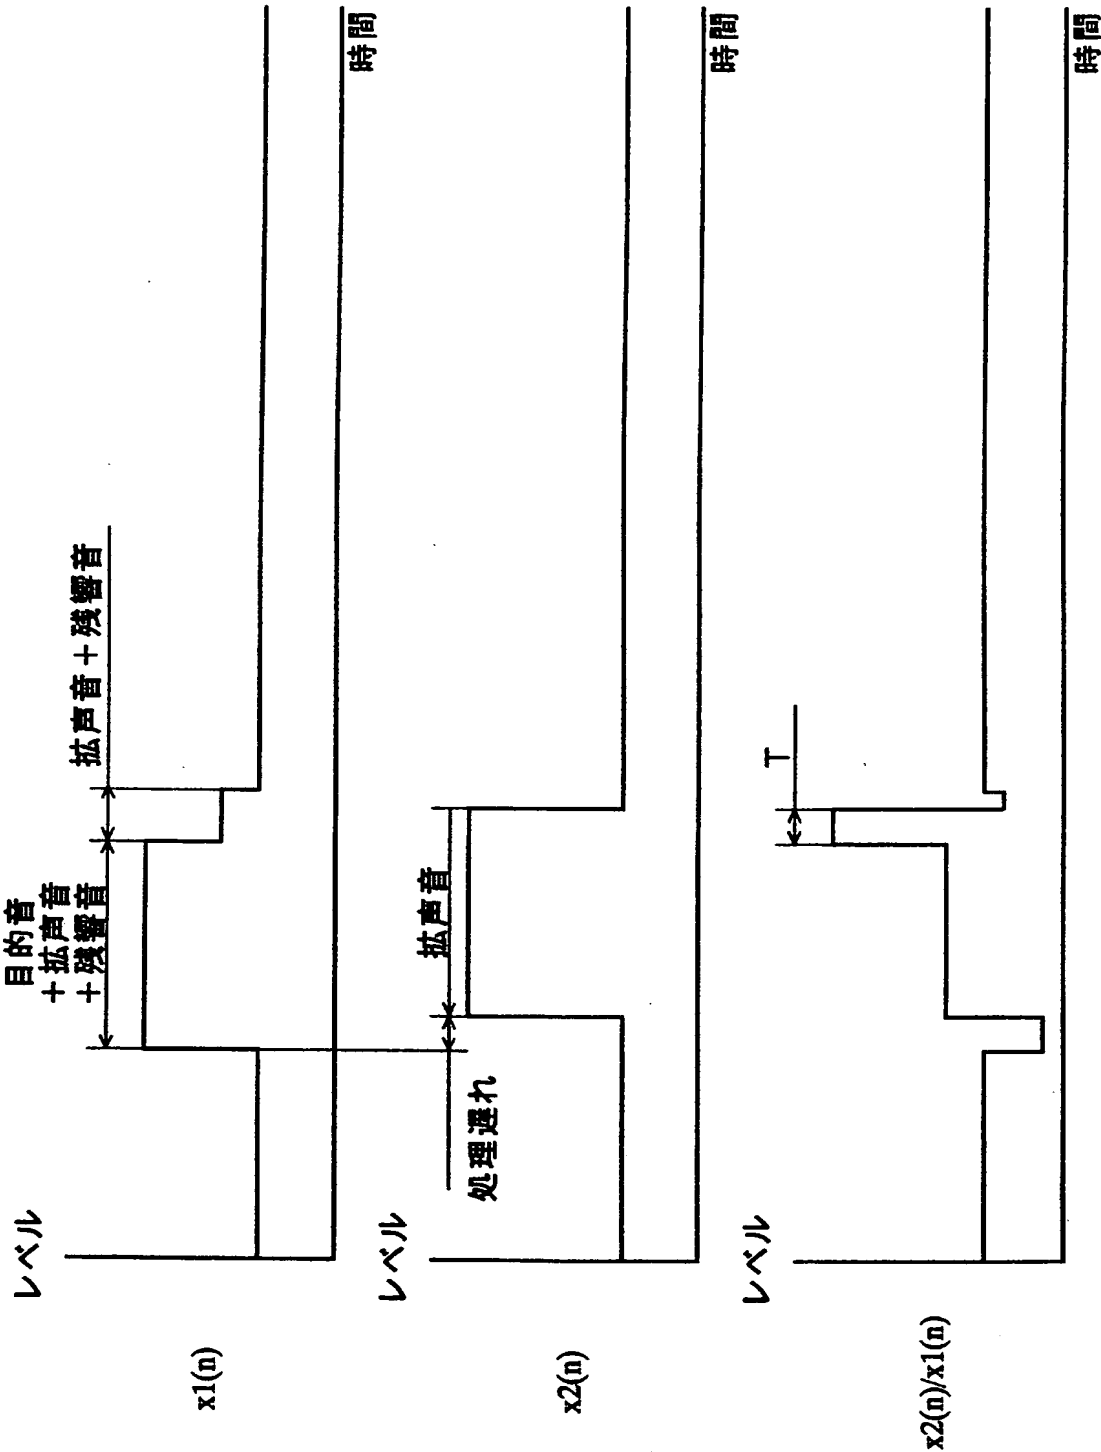 レベル
x1(n)
目的音
＋拡声音
＋残響音
拡声音＋残響音
時間
レベル
x2(n)
処理遅れ
拡声音
時間
レベル
x2(n)/x1(n)
T
時間